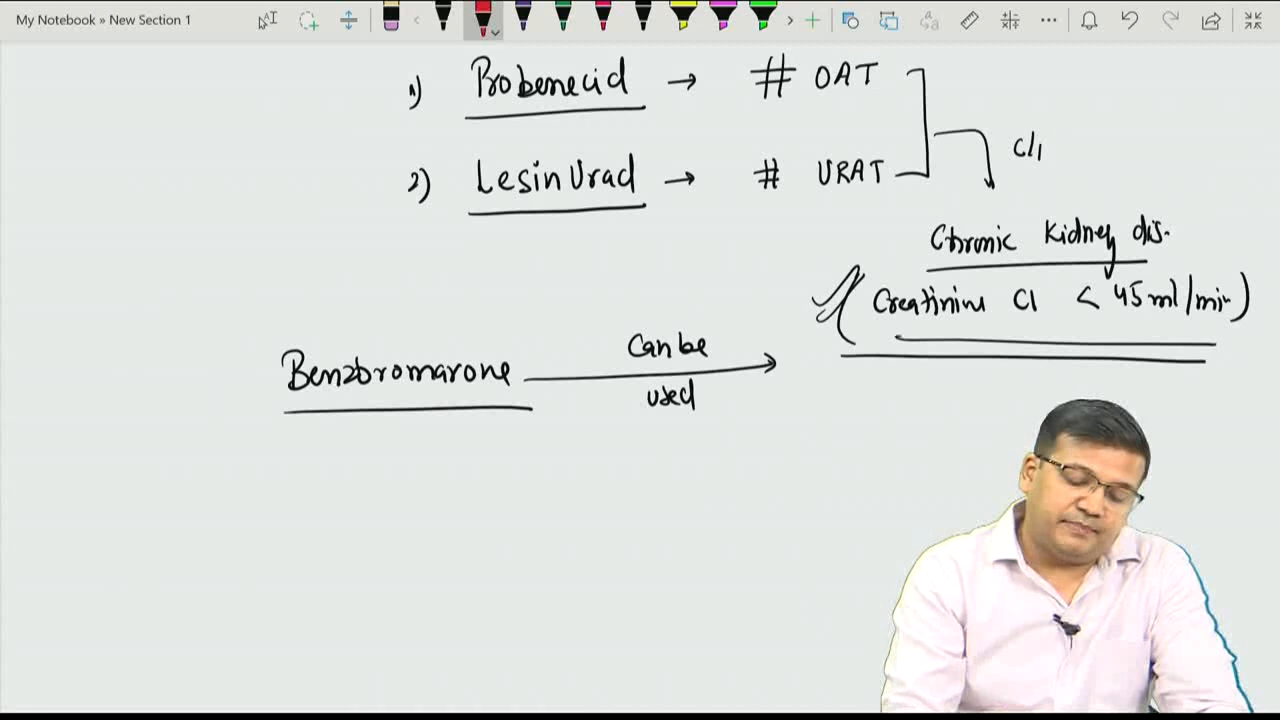 My Notebook » New Section 1
1) Probenecid → # OAT
2) Lesinurad → # URAT
C/I
Chronic Kidney dis.
(Creatinine Cl < 45 ml/min)
Benzbromarone Can be used →